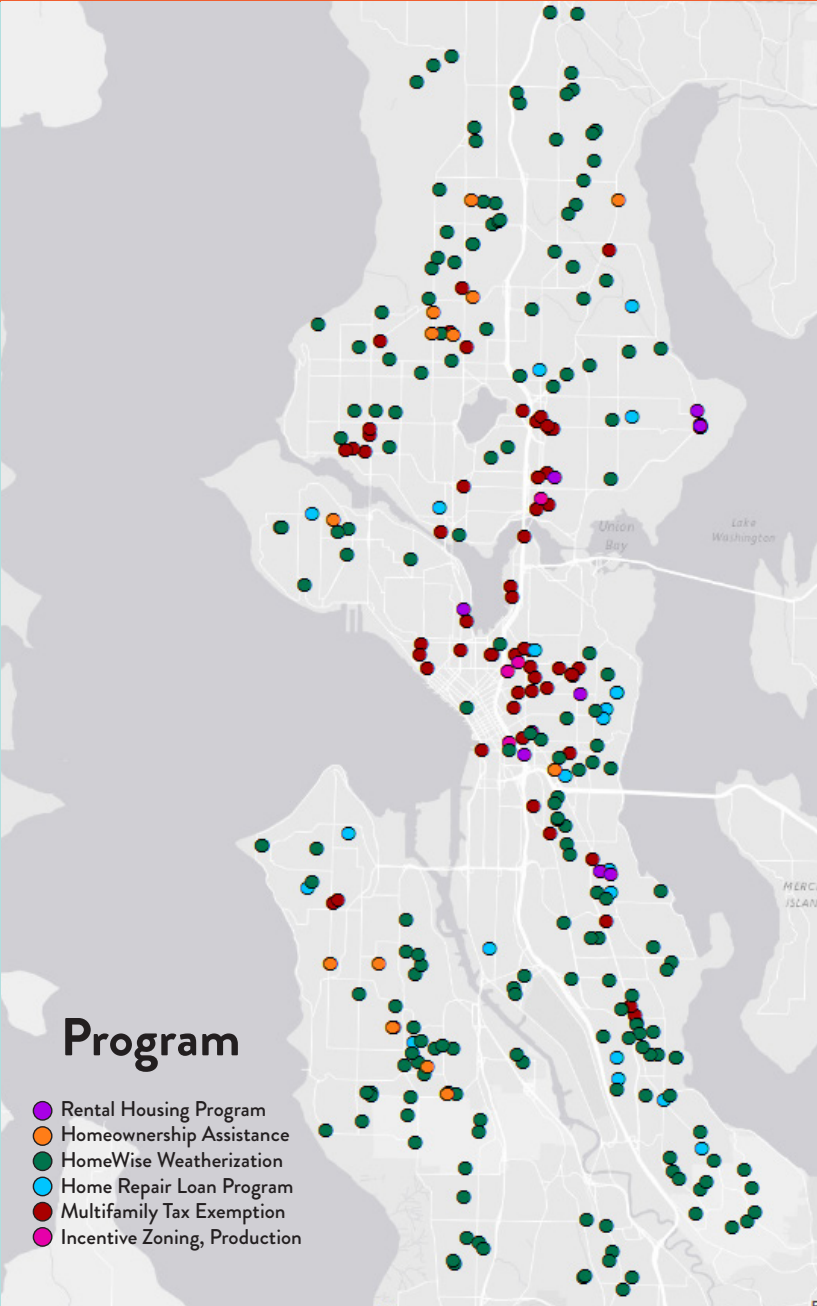 Union
Bay
Lake
Washington
MERC
ISLAN
Program
Rental Housing Program
Homeownership Assistance
HomeWise Weatherization
Home Repair Loan Program
Multifamily Tax Exemption
Incentive Zoning, Production